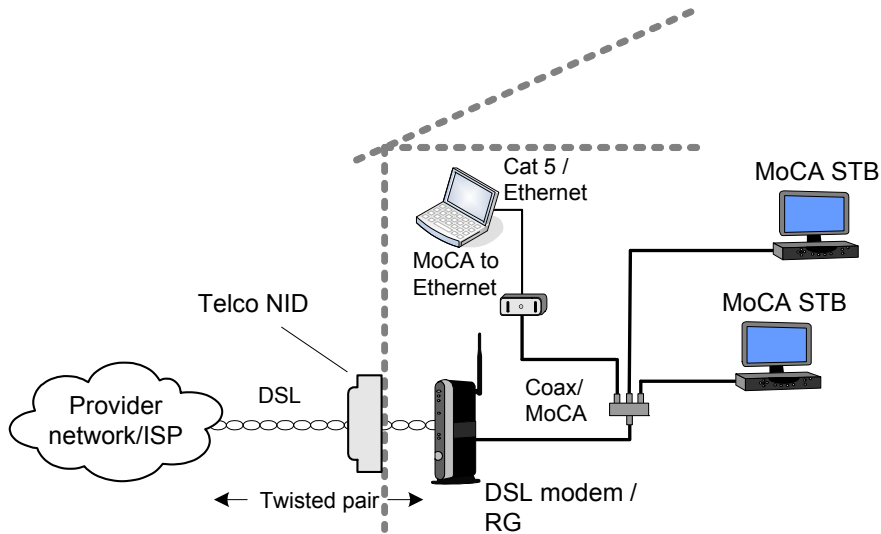 Cat 5 /
Ethernet
MoCA STB
MoCA to
Ethernet
Telco NID
MoCA STB
DSL
Coax/
MoCA
Provider
network/ISP
Twisted pair
DSL modem /
RG